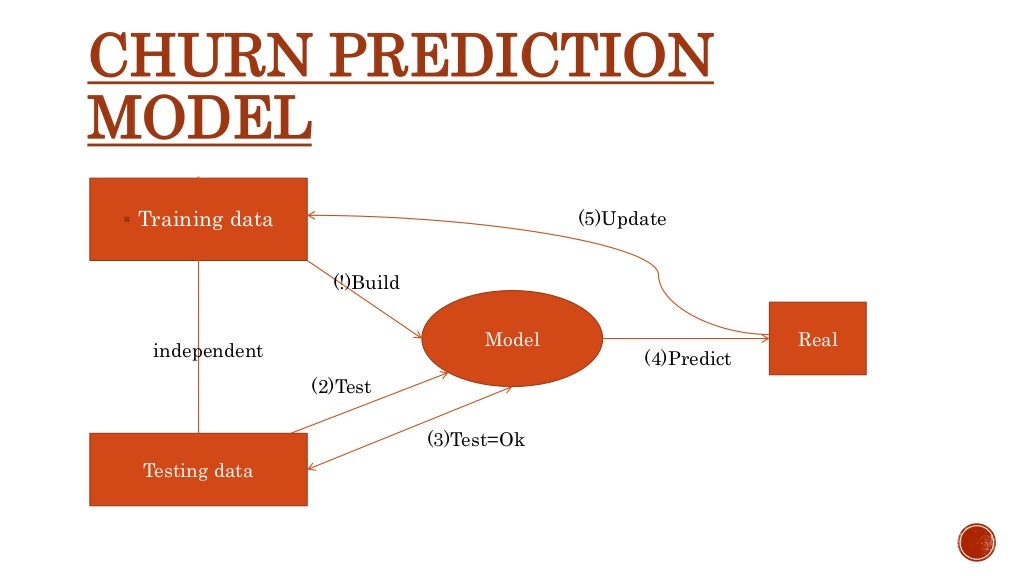 CHURN PREDICTION
MODEL
▪ Training data
(5)Update
(!)Build
Model
Real
independent
(4)Predict
(2)Test
(3)Test=Ok
Testing data